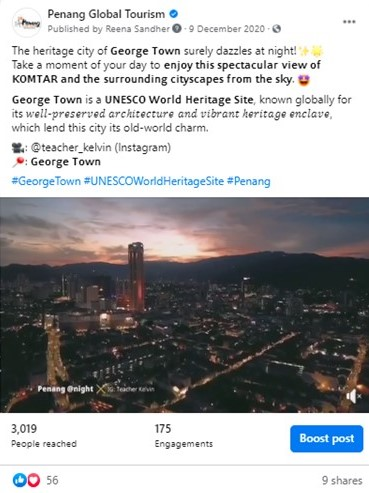 Penang Global Tourism
Published by Reena Sandher · 9 December 2020 ·
The heritage city of George Town surely dazzles at night!
Take a moment of your day to enjoy this spectacular view of
KOMTAR and the surrounding cityscapes from the sky.
George Town is a UNESCO World Heritage Site, known globally for
its 𝘸𝘦𝘭𝘭-𝘱𝘳𝘦𝘴𝘦𝘳𝘷𝘦𝘥 𝘢𝘳𝘤𝘩𝘪𝘵𝘦𝘤𝘵𝘶𝘳𝘦 𝘢𝘯𝘥 𝘷𝘪𝘣𝘳𝘢𝘯𝘵 𝘩𝘦𝘳𝘪𝘵𝘢𝘨𝘦 𝘦𝘯𝘤𝘭𝘢𝘷𝘦,
which lend this city its old-world charm.
: @teacher_kelvin (Instagram)
: George Town
#GeorgeTown #UNESCOWorldHeritageSite #Penang
Penang @night X IG: Teacher Kelvin
3,019
People reached
175
Engagements
Boost post
56
9 shares